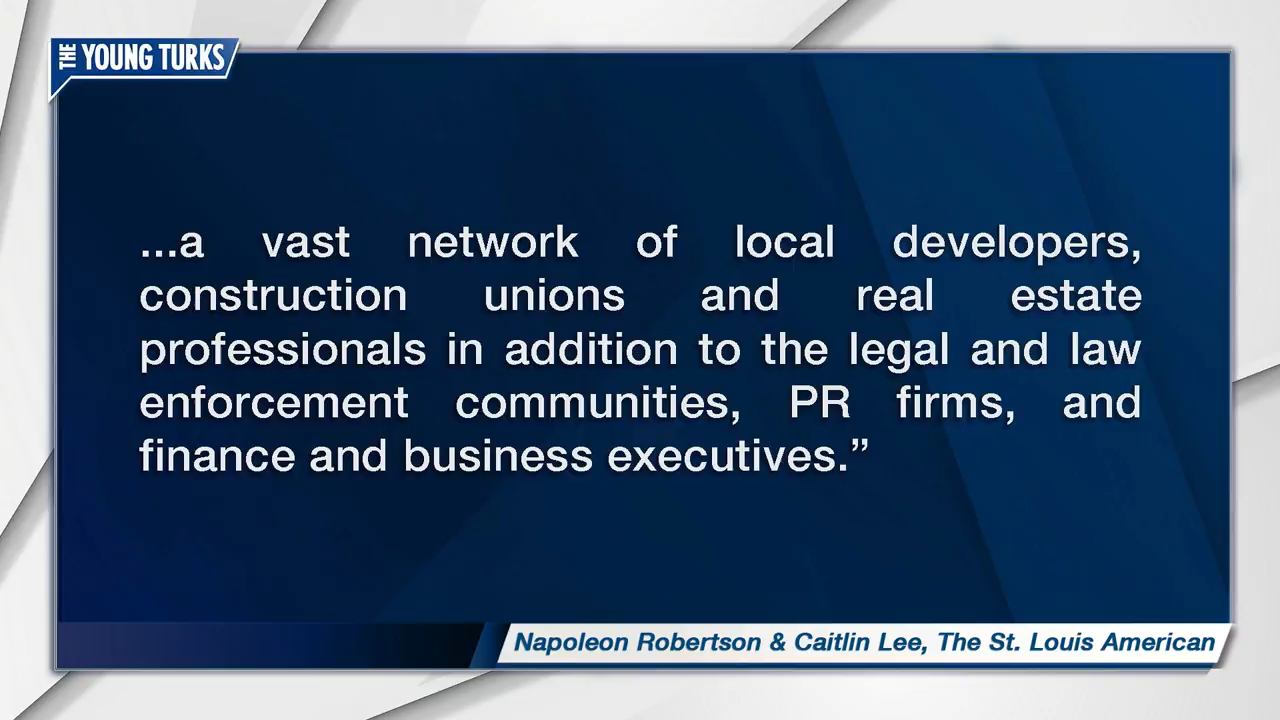 THE YOUNG TURKS
...a vast network of local developers,
construction unions and real estate
professionals in addition to the legal and law
enforcement communities, PR firms, and
finance and business executives.”
Napoleon Robertson & Caitlin Lee, The St. Louis American